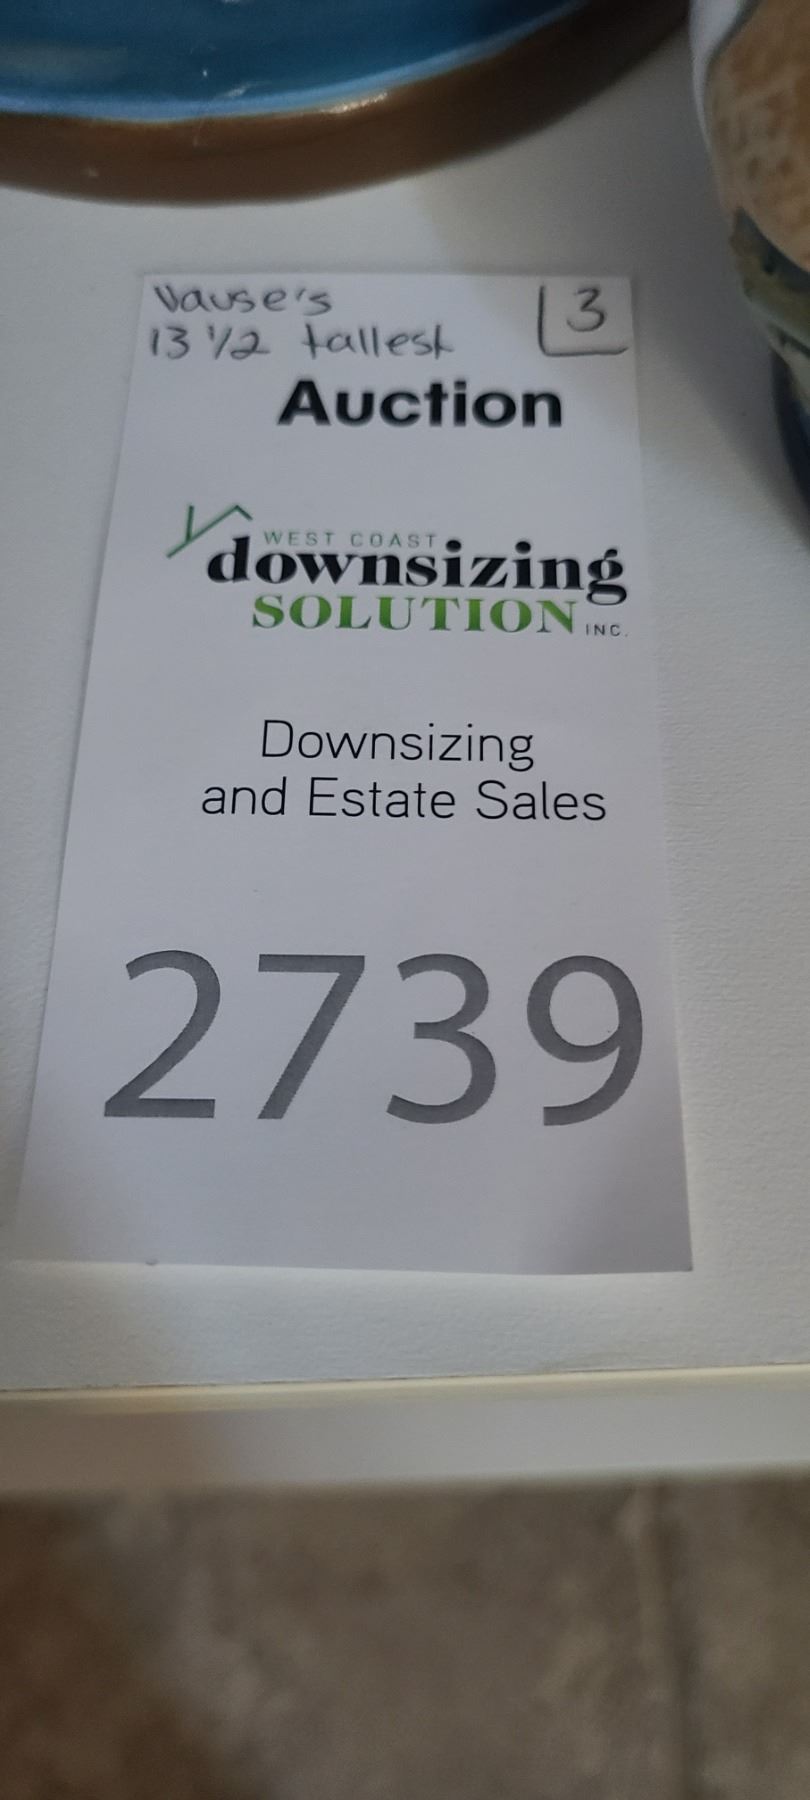 Vause's 3
13 1/2 tallest
Auction
WEST COAST
downsizing
SOLUTION INC.
Downsizing
and Estate Sales
2739